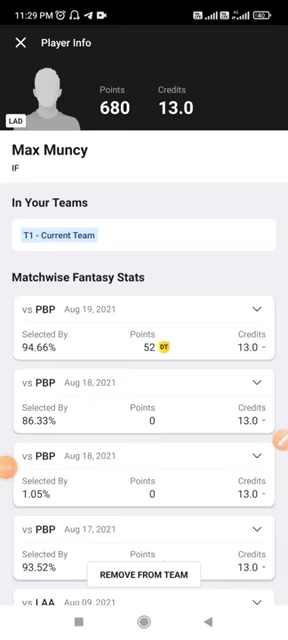 11:29 PM
40
Player Info
Points Credits
680 13.0
LAD
Max Muncy
IF
In Your Teams
T1 - Current Team
Matchwise Fantasy Stats
vs PBP Aug 19, 2021
Selected By Points Credits
94.66% 52 DT 13.0 -
vs PBP Aug 18, 2021
Selected By Points Credits
86.33% 0 13.0 -
vs PBP Aug 18, 2021
Selected By Points Credits
1.05% 0 13.0 -
vs PBP Aug 17, 2021
Selected By Points Credits
93.52% 13.0 -
REMOVE FROM TEAM
vs LAA Aug 09, 2021